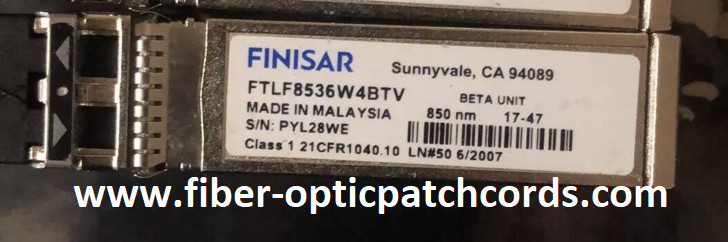 FINISAR Sunnyvale, CA 94089
FTLF8536W4BTV BETA UNIT
MADE IN MALAYSIA 850 nm 17-47
S/N: PYL28WE
Class 1 21CFR1040.10 LN#50 6/2007
www.fiber-opticpatchcords.com